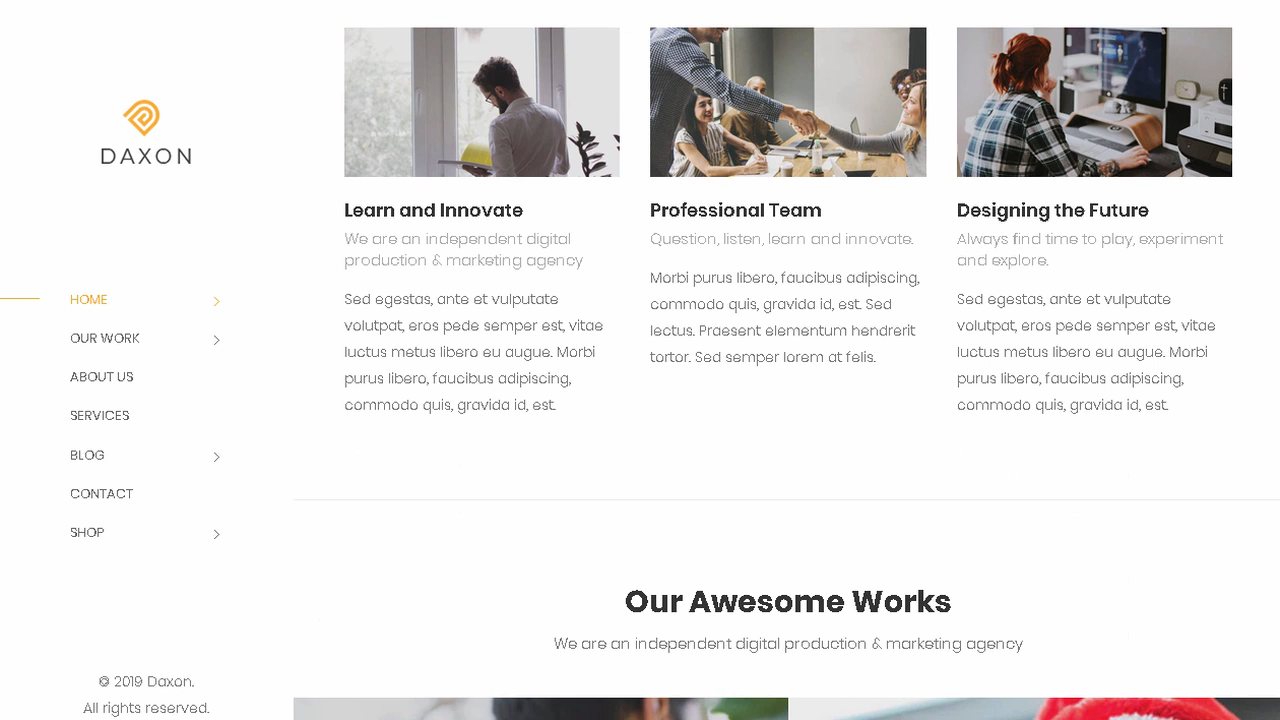 DAXON
HOME
OUR WORK
ABOUT US
SERVICES
BLOG
CONTACT
SHOP
© 2019 Daxon.
All rights reserved.
Learn and Innovate
We are an independent digital
production & marketing agency
Sed egestas, ante et vulputate
volutpat, eros pede semper est, vitae
luctus metus libero eu augue. Morbi
purus libero, faucibus adipiscing,
commodo quis, gravida id, est.
Professional Team
Question, listen, learn and innovate.
Morbi purus libero, faucibus adipiscing,
commodo quis, gravida id, est. Sed
lectus. Praesent elementum hendrerit
tortor. Sed semper lorem at felis.
Designing the Future
Always find time to play, experiment
and explore.
Sed egestas, ante et vulputate
volutpat, eros pede semper est, vitae
luctus metus libero eu augue. Morbi
purus libero, faucibus adipiscing,
commodo quis, gravida id, est.
Our Awesome Works
We are an independent digital production & marketing agency